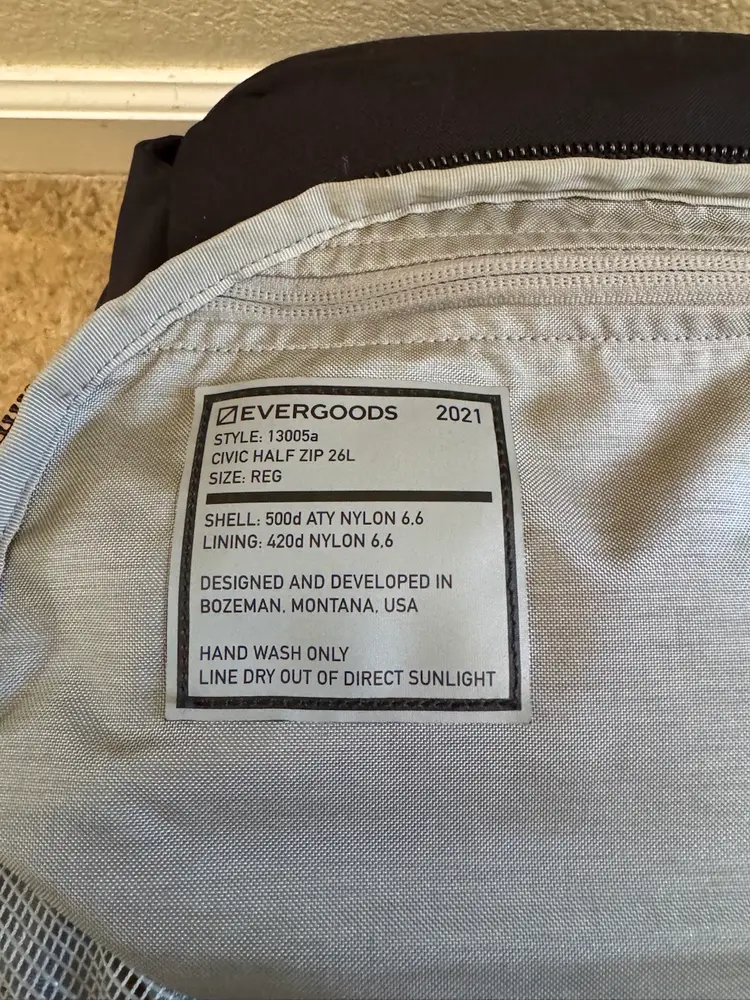 EVERGOODS 2021
STYLE: 13005a
CIVIC HALF ZIP 26L
SIZE: REG
SHELL: 500d ATY NYLON 6,6
LINING: 420d NYLON 6,6
DESIGNED AND DEVELOPED IN
BOZEMAN, MONTANA, USA
HAND WASH ONLY
LINE DRY OUT OF DIRECT SUNLIGHT